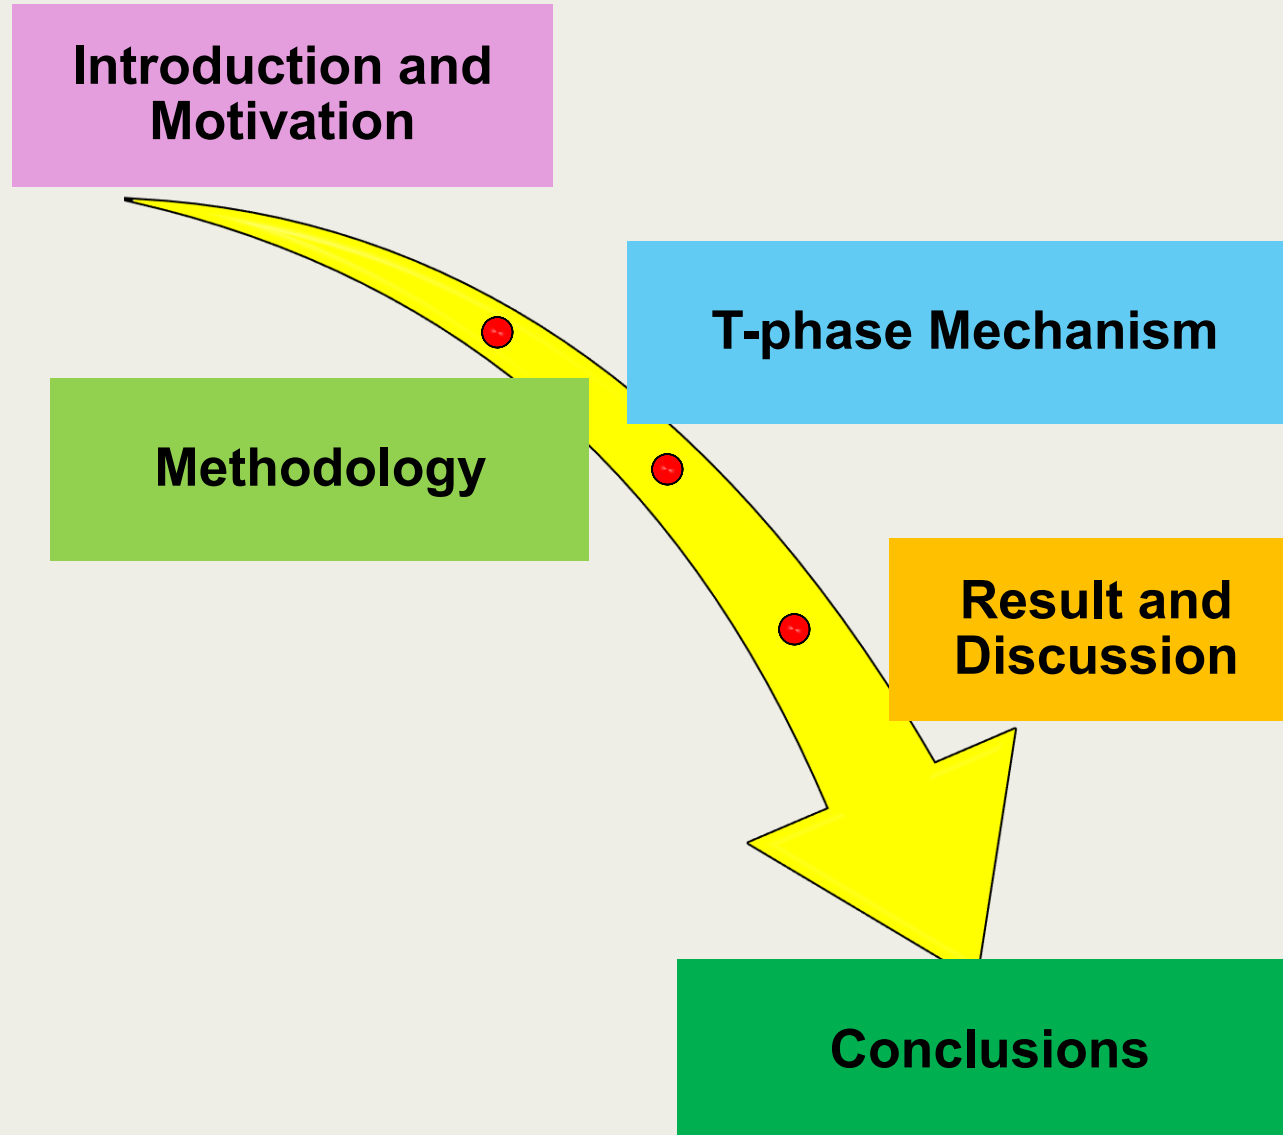 Introduction and
Motivation
T-phase Mechanism
Methodology
Result and
Discussion
Conclusions